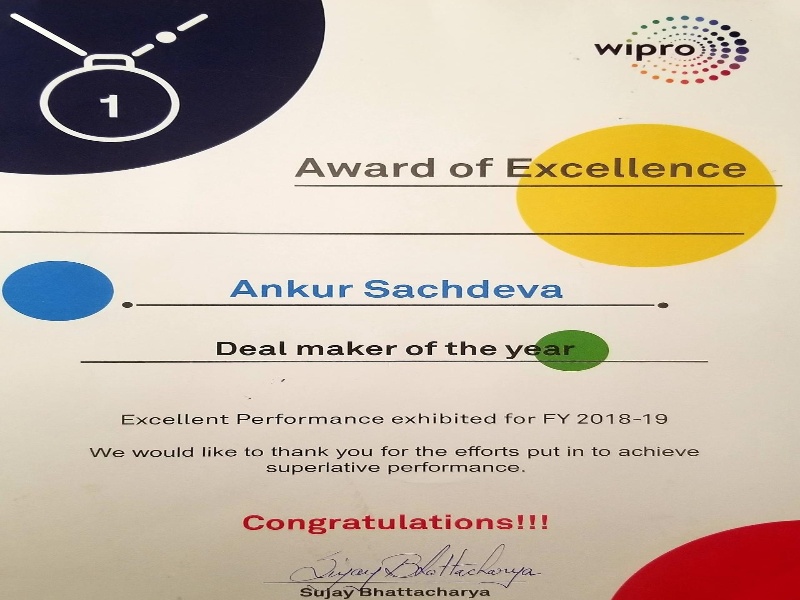 1
wipro
Award of Excellence
Ankur Sachdeva
Deal maker of the year
Excellent Performance exhibited for FY 2018-19
We would like to thank you for the efforts put in to achieve
superlative performance.
Congratulations!!!
Sujay Bhattacharya
Sujay Bhattacharya